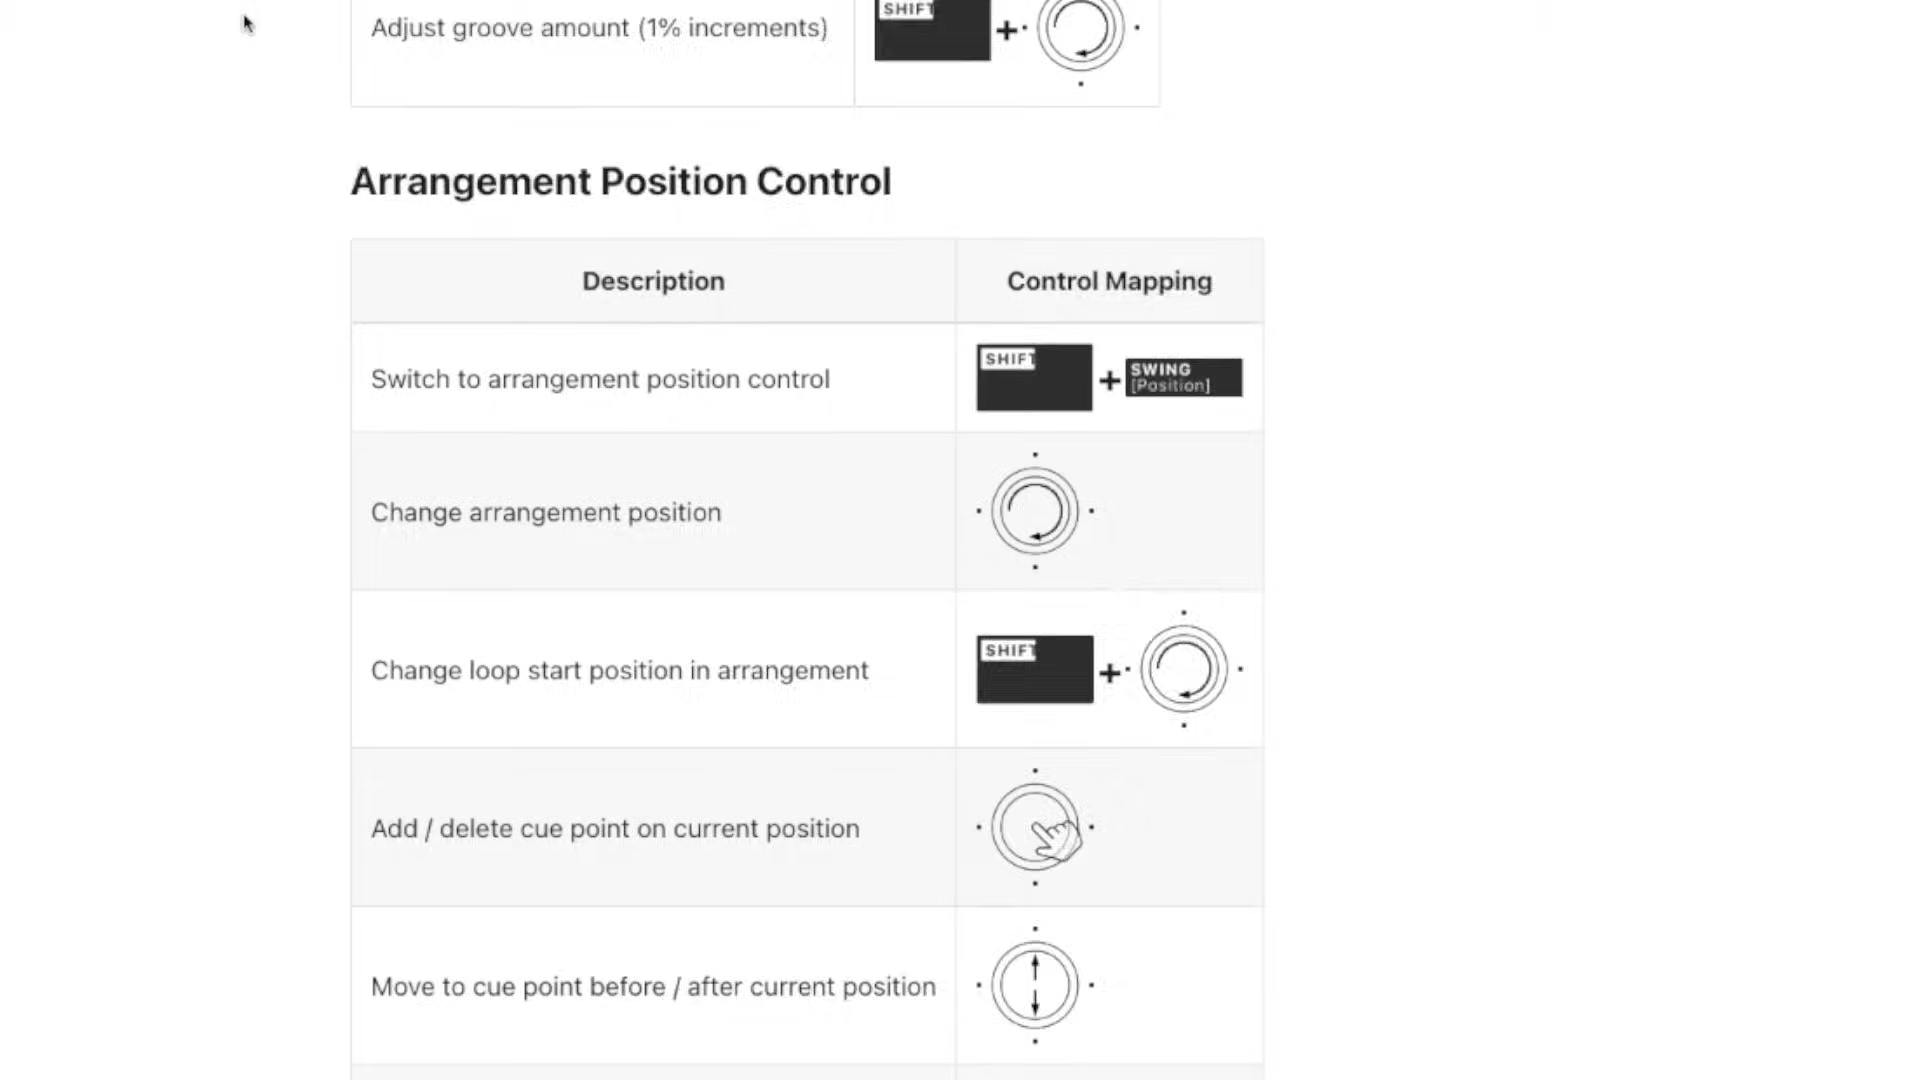 Adjust groove amount (1% increments)
SHIFT
+
Arrangement Position Control
Description
Control Mapping
Switch to arrangement position control
SHIFT
+
SWING
[Position]
Change arrangement position
Change loop start position in arrangement
SHIFT
+
Add / delete cue point on current position
Move to cue point before / after current position